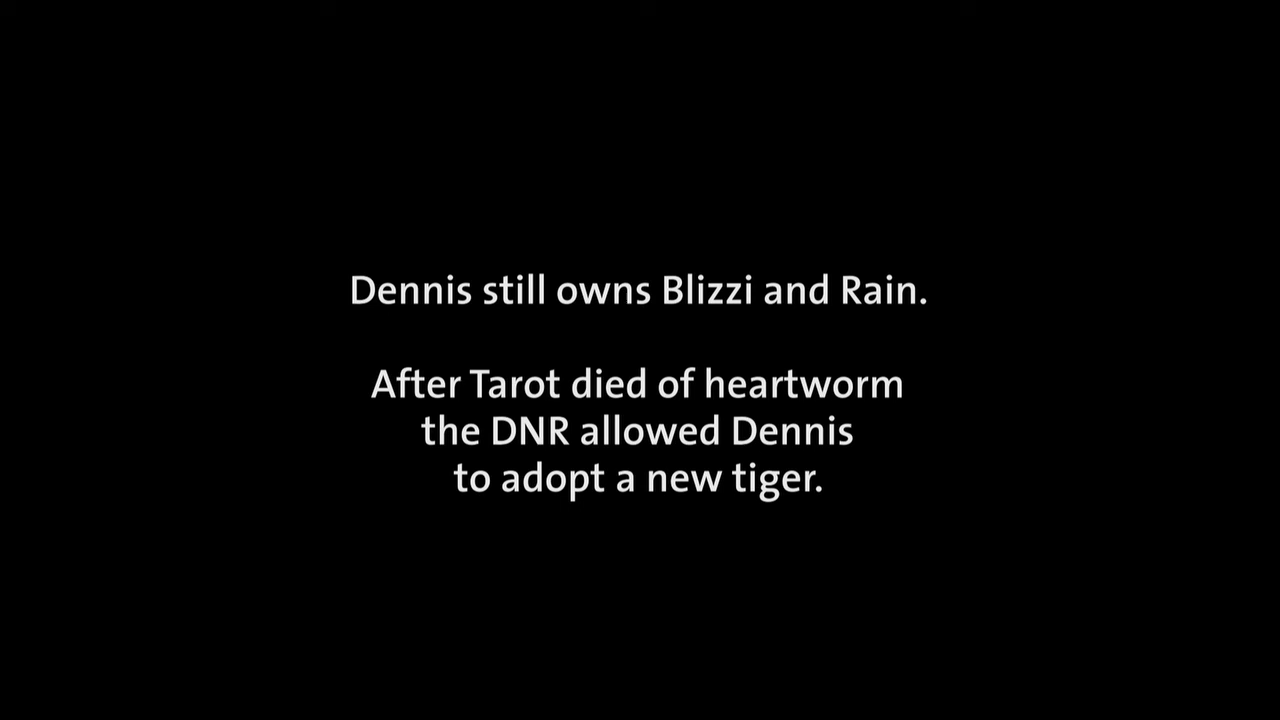 Dennis still owns Blizzi and Rain.
After Tarot died of heartworm
the DNR allowed Dennis
to adopt a new tiger.